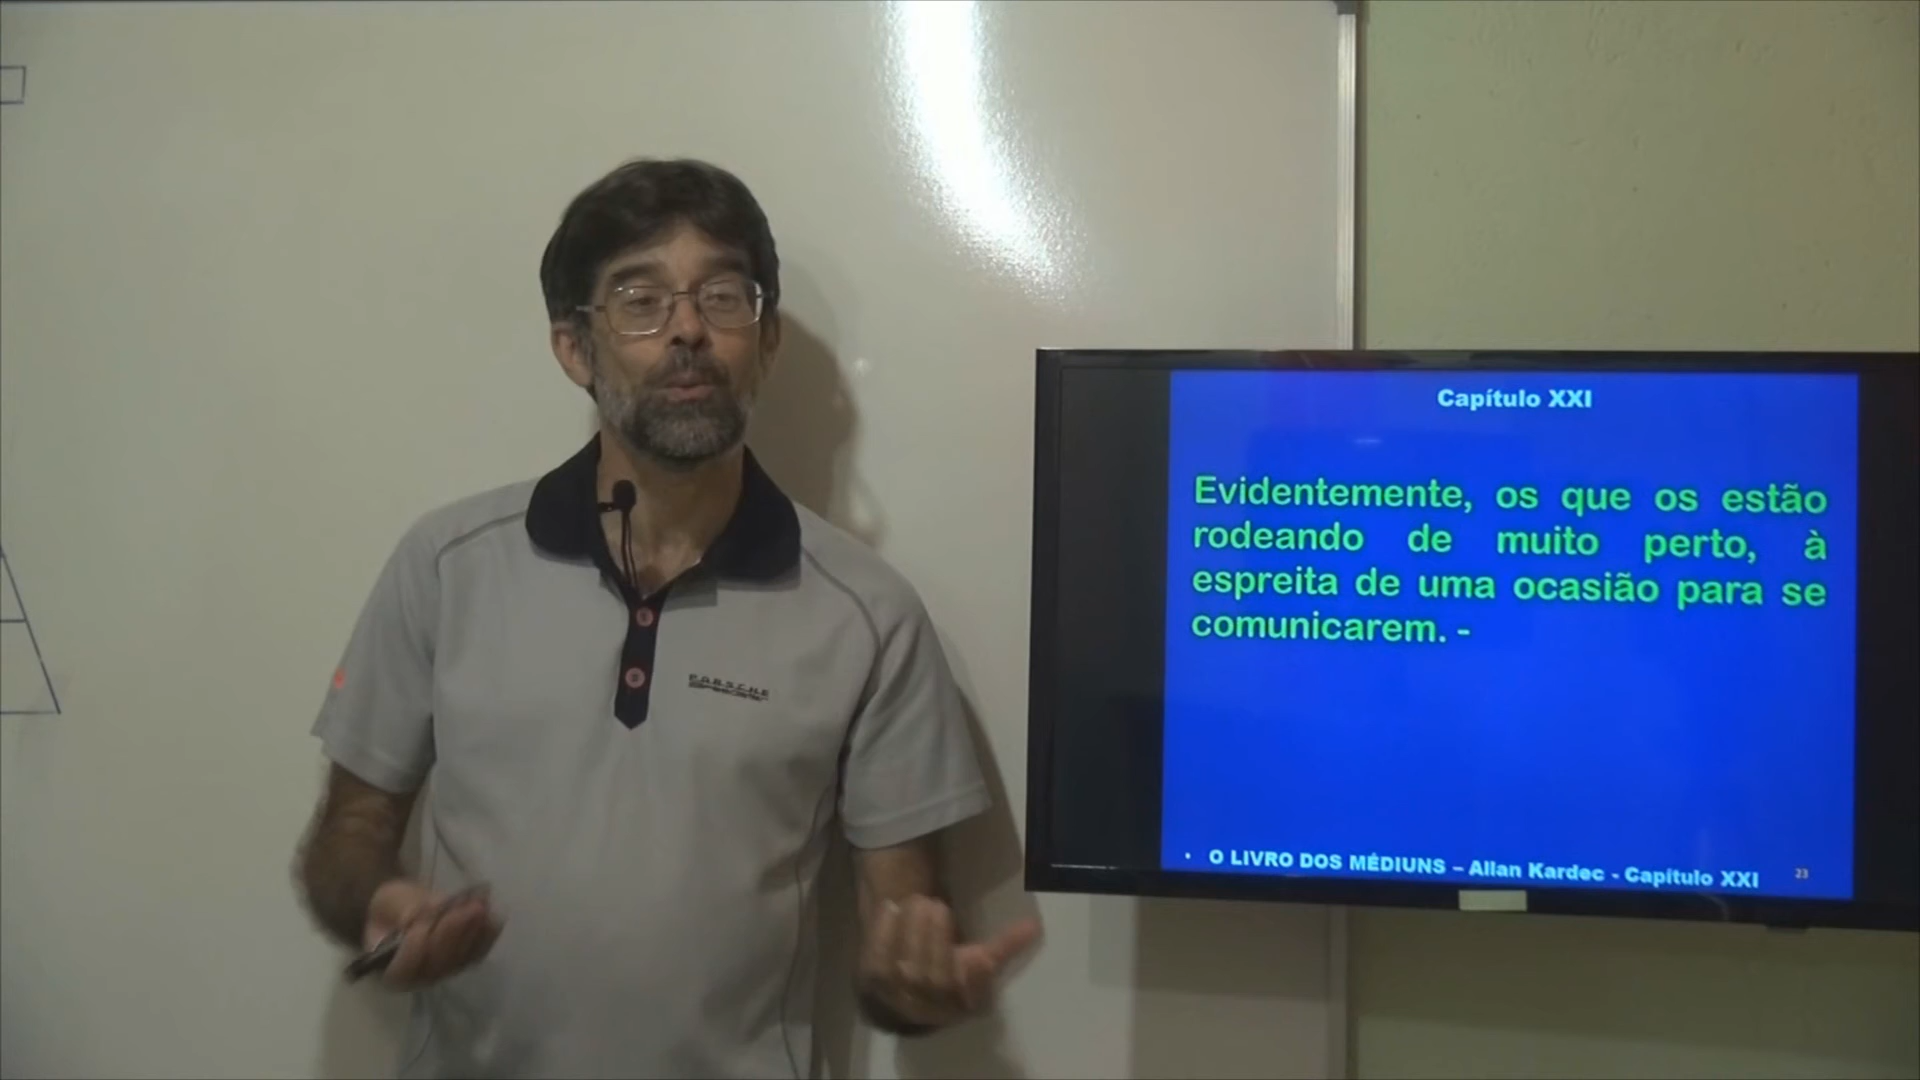 Capítulo XXI
Evidentemente, os que os estão
rodeando de muito perto, à
espreita de uma ocasião para se
comunicarem. -
• O LIVRO DOS MÉDIUNS – Allan Kardec - Capítulo XXI
23
PORSCHE